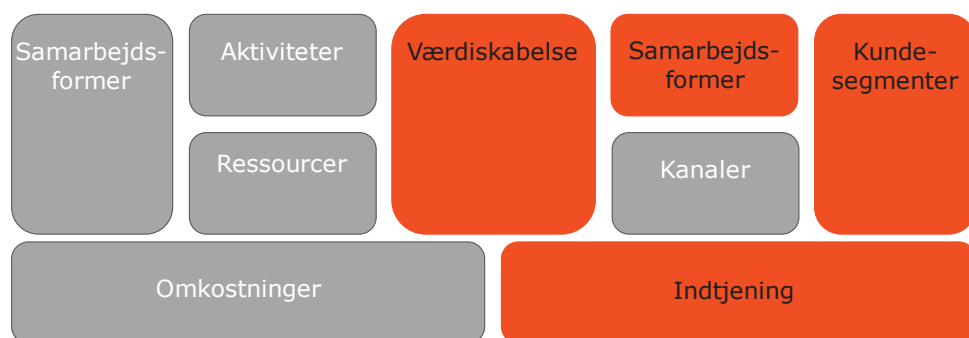 Samarbejds-
former
Aktiviteter
Ressourcer
Værdiskabelse
Samarbejds-
former
Kanaler
Kunde-
segmenter
Omkostninger
Indtjening